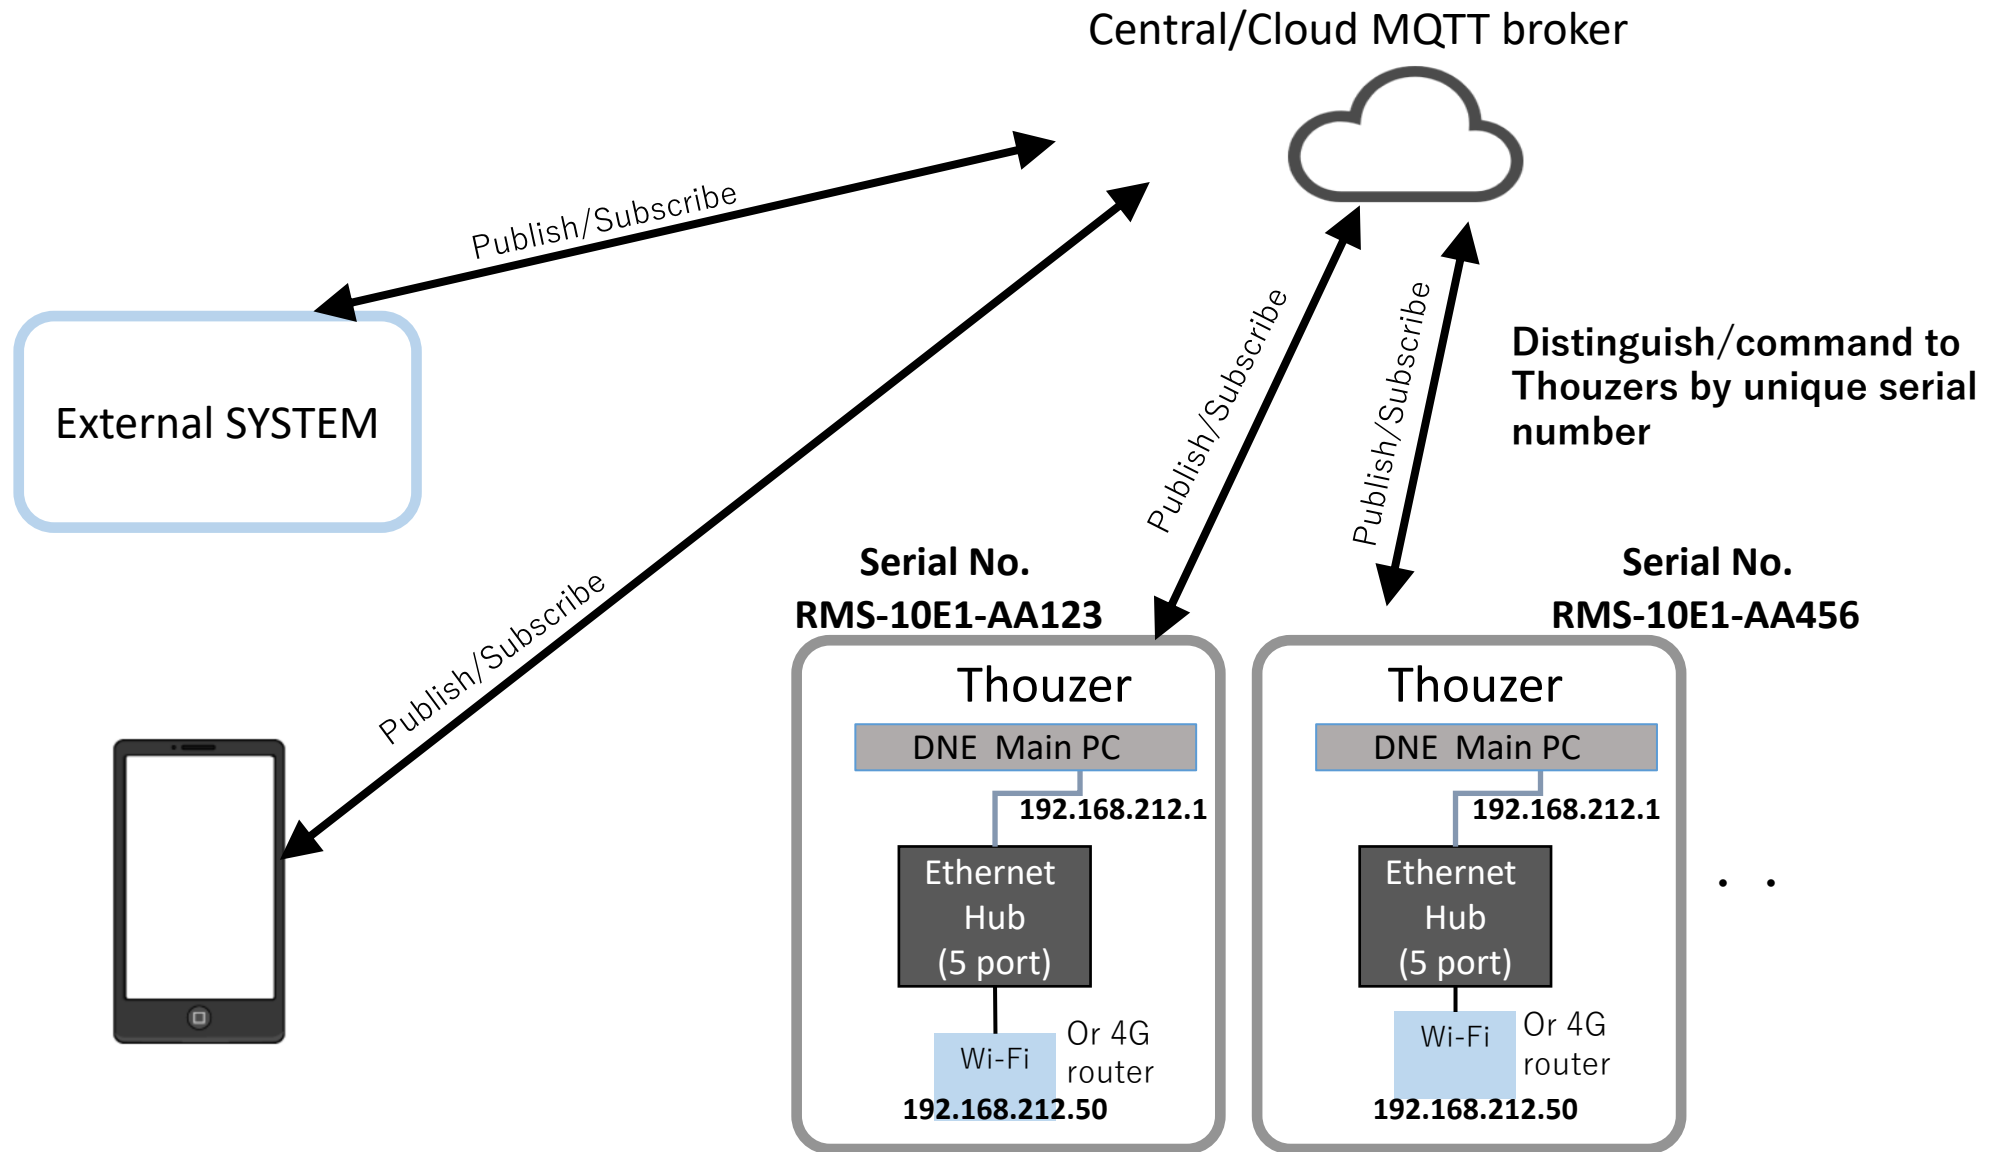 Central/Cloud MQTT broker
Publish/Subscribe
Publish/Subscribe
Publish/Subscribe
Publish/Subscribe
External SYSTEM
Distinguish/command to
Thouzers by unique serial
number
Serial No.
RMS-10E1-AA123
Serial No.
RMS-10E1-AA456
Thouzer
DNE Main PC
192.168.212.1
Ethernet
Hub
(5 port)
Wi-Fi
Or 4G
router
192.168.212.50
Thouzer
DNE Main PC
192.168.212.1
Ethernet
Hub
(5 port)
Wi-Fi
Or 4G
router
192.168.212.50
. .